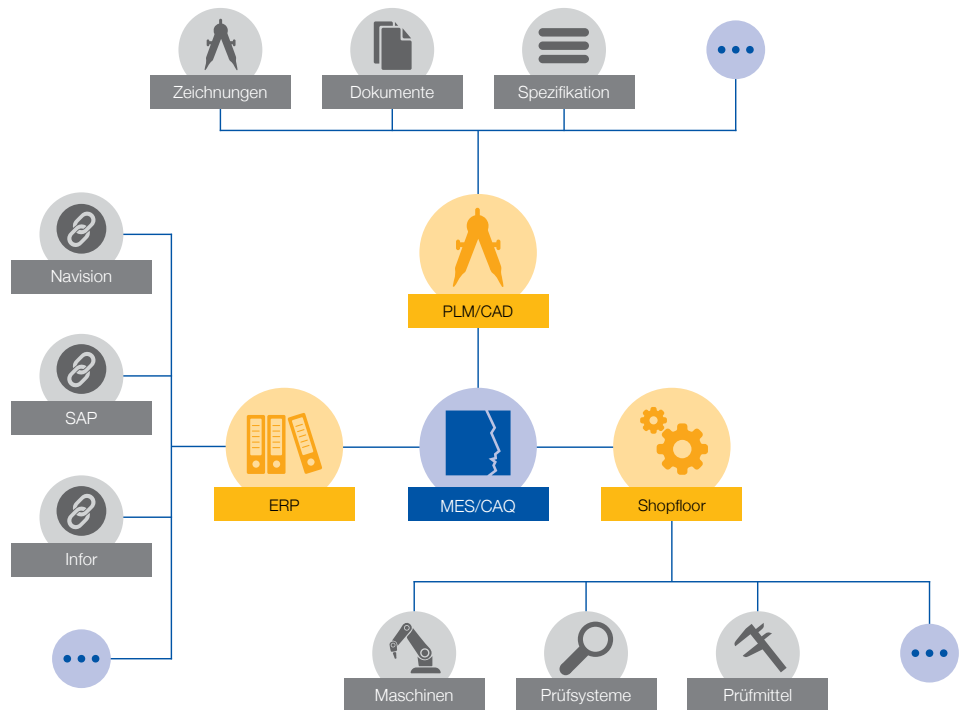 Zeichnungen
Dokumente
Spezifikation
Navision
PLM/CAD
SAP
ERP
MES/CAQ
Shopfloor
Infor
Maschinen
Prüfsysteme
Prüfmittel